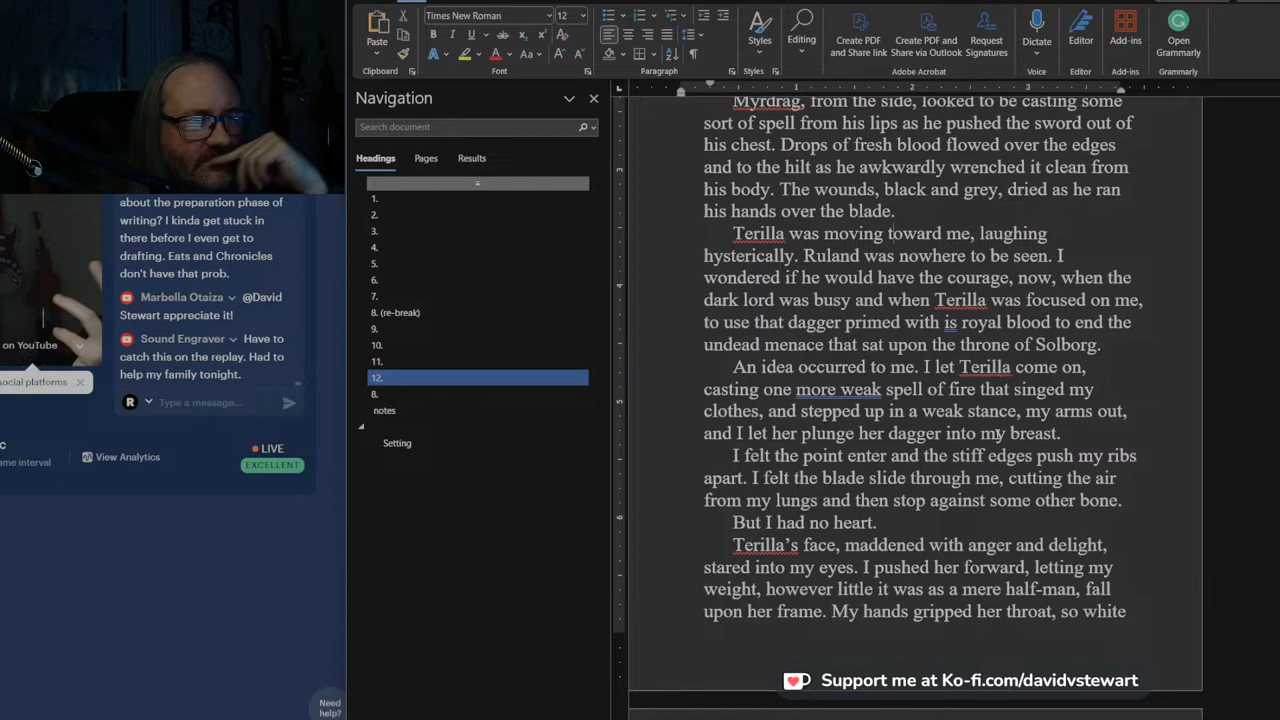 Times New Roman
12
Paste
Clipboard
Font
Paragraph
Styles
Styles
Editing
Create PDF
and Share link
Create PDF and
Share via Outlook
Request
Signatures
Adobe Acrobat
Dictate
Voice
Editor
Editor
Add-ins
Add-ins
Open
Grammarly
Grammarly
Navigation
Search document
Headings
Pages
Results
1.
2.
3.
4.
5.
6.
7.
8. (re-break)
9.
10.
11.
12.
8.
notes
Setting
about the preparation phase of
writing? I kinda get stuck in
there before I even get to
drafting. Eats and Chronicles
don't have that prob.
Marbella Otaiza @David
Stewart appreciate it!
Sound Engraver Have to
catch this on the replay. Had to
help my family tonight.
on YouTube
social platforms
R
Type a message...
ame interval
View Analytics
LIVE
EXCELLENT
Need
help?
1
2
3
3
4
5
6
Myrdrag, from the side, looked to be casting some
sort of spell from his lips as he pushed the sword out of
his chest. Drops of fresh blood flowed over the edges
and to the hilt as he awkwardly wrenched it clean from
his body. The wounds, black and grey, dried as he ran
his hands over the blade.
Terilla was moving toward me, laughing
hysterically. Ruland was nowhere to be seen. I
wondered if he would have the courage, now, when the
dark lord was busy and when Terilla was focused on me,
to use that dagger primed with is royal blood to end the
undead menace that sat upon the throne of Solborg.
An idea occurred to me. I let Terilla come on,
casting one more weak spell of fire that singed my
clothes, and stepped up in a weak stance, my arms out,
and I let her plunge her dagger into my breast.
I felt the point enter and the stiff edges push my ribs
apart. I felt the blade slide through me, cutting the air
from my lungs and then stop against some other bone.
But I had no heart.
Terilla's face, maddened with anger and delight,
stared into my eyes. I pushed her forward, letting my
weight, however little it was as a mere half-man, fall
upon her frame. My hands gripped her throat, so white
Support me at Ko-fi.com/davidvstewart